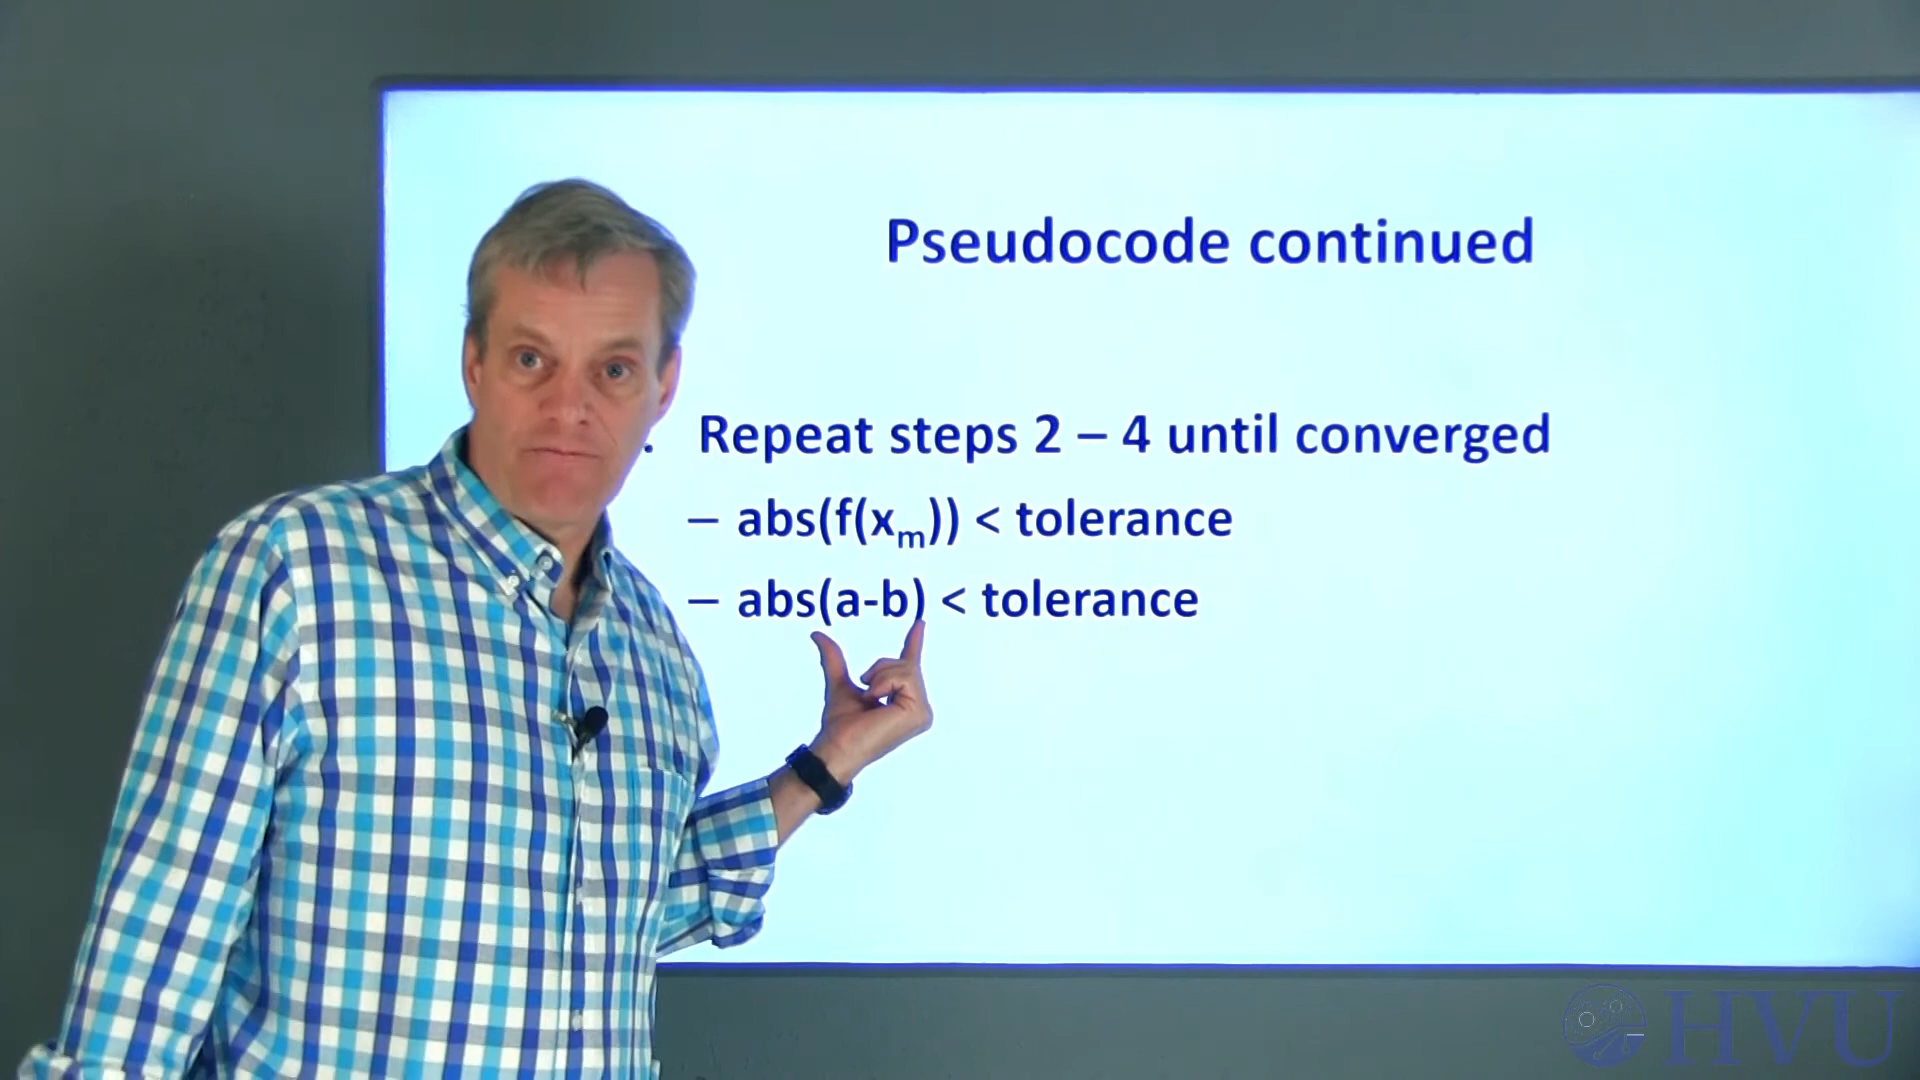 Pseudocode continued
. Repeat steps 2 – 4 until converged
– abs(f(xₘ)) < tolerance
– abs(a-b) < tolerance
HVU